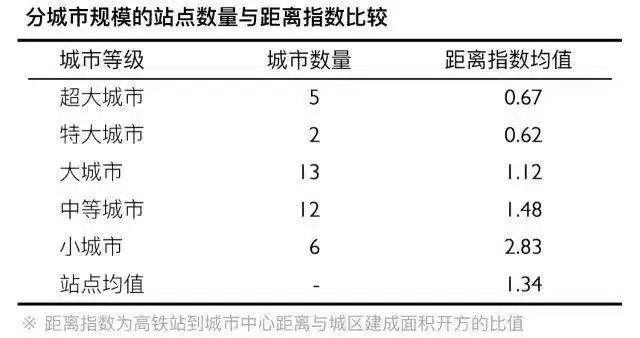 分城市规模的站点数量与距离指数比较
城市等级 城市数量 距离指数均值
超大城市 5 0.67
特大城市 2 0.62
大城市 13 1.12
中等城市 12 1.48
小城市 6 2.83
站点均值 - 1.34
※ 距离指数为高铁站到城市中心距离与城区建成面积开方的比值